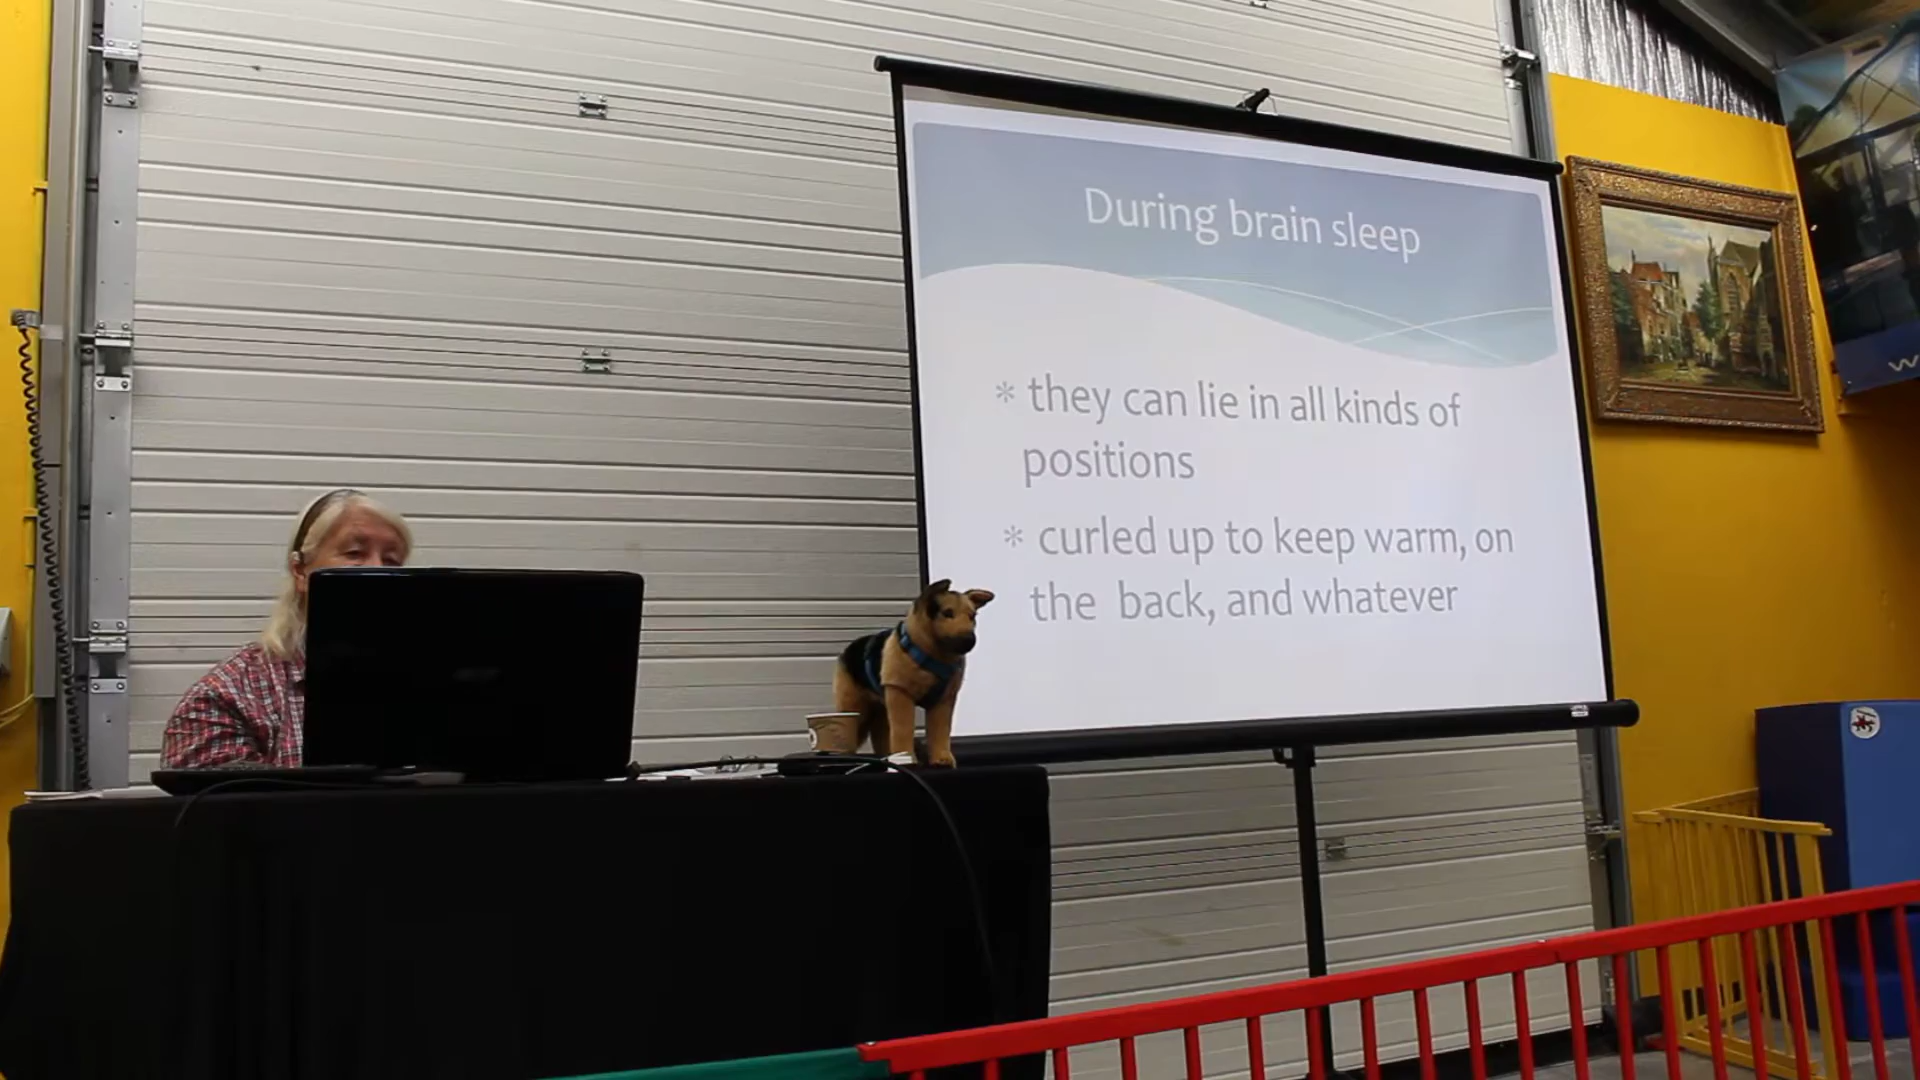 During brain sleep
* they can lie in all kinds of
positions
* curled up to keep warm, on
the back, and whatever
W